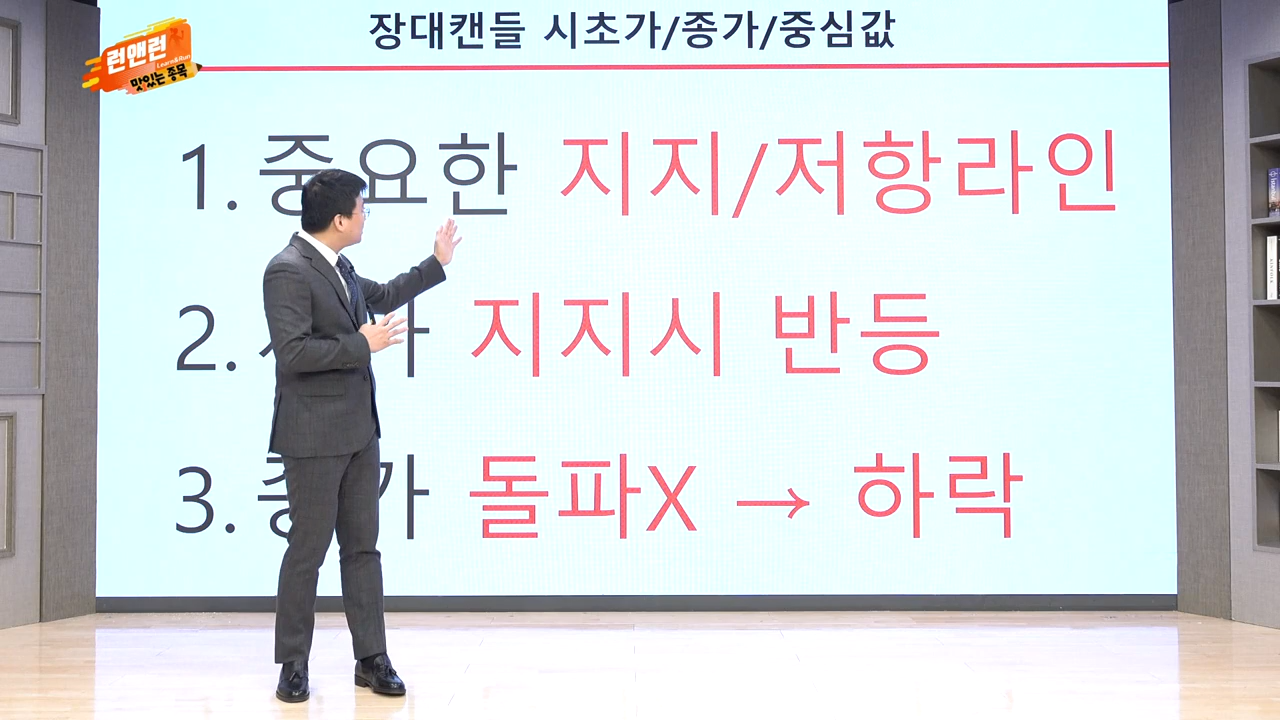 장대캔들 시초가/종가/중심값
런앤런
Learn&Run
맛있는 종목
1. 중요한 지지/저항라인
2. 지지시 반등
3. 돌파X → 하락